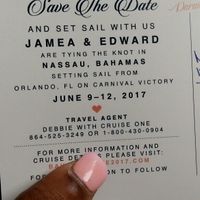 Save The Date
AND SET SAIL WITH US
JAMEA & EDWARD
ARE TYING THE KNOT IN
NASSAU, BAHAMAS
SETTING SAIL FROM
ORLANDO, FL ON CARNIVAL VICTORY
JUNE 9–12, 2017
TRAVEL AGENT
DEBBIE WITH CRUISE ONE
864-525-3249 OR 1-800-430-0904
FOR MORE INFORMATION AND
CRUISE DETAILS PLEASE VISIT:
2017.COM
TO FOLLOW